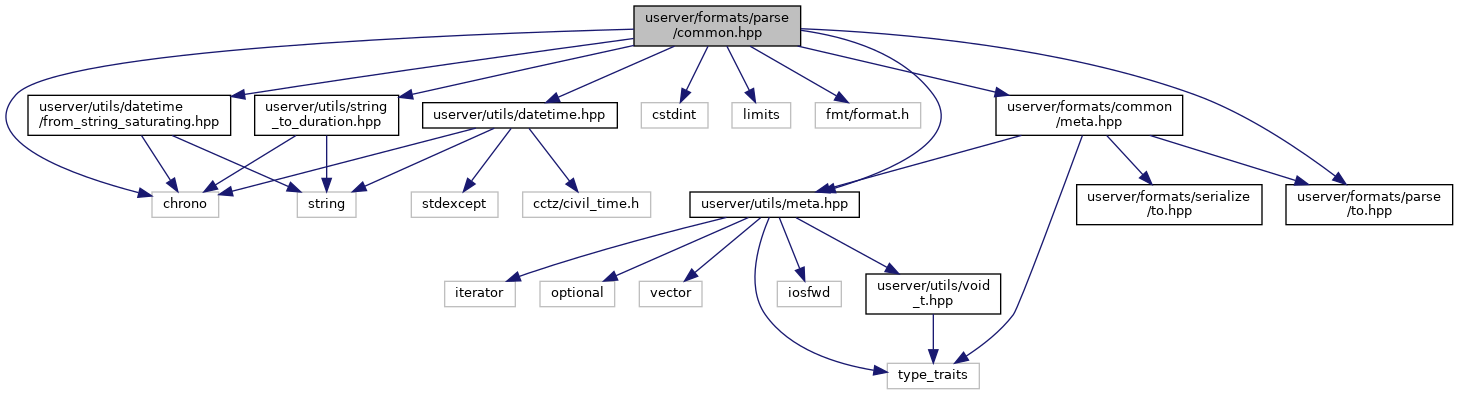 userver/formats/parse
/common.hpp
userver/utils/datetime
/from_string_saturating.hpp
userver/utils/string
_to_duration.hpp
userver/utils/datetime.hpp
cstdint
limits
fmt/format.h
userver/formats/common
/meta.hpp
chrono
string
stdexcept
cctz/civil_time.h
userver/utils/meta.hpp
userver/formats/serialize
/to.hpp
userver/formats/parse
/to.hpp
iterator
optional
vector
iosfwd
userver/utils/void
_t.hpp
type_traits